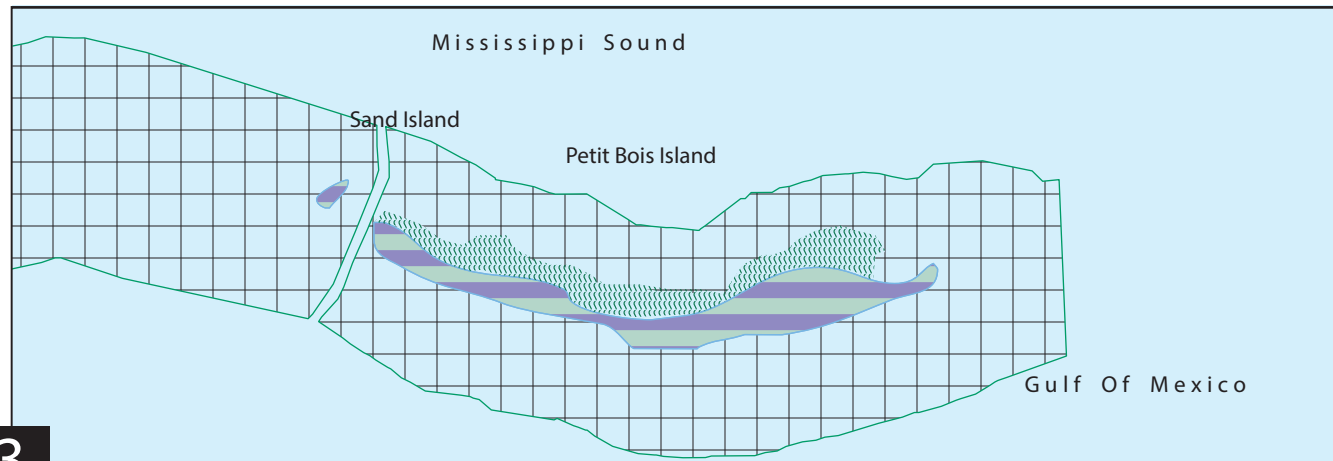 Mississippi Sound
Sand Island
Petit Bois Island
Gulf Of Mexico
3